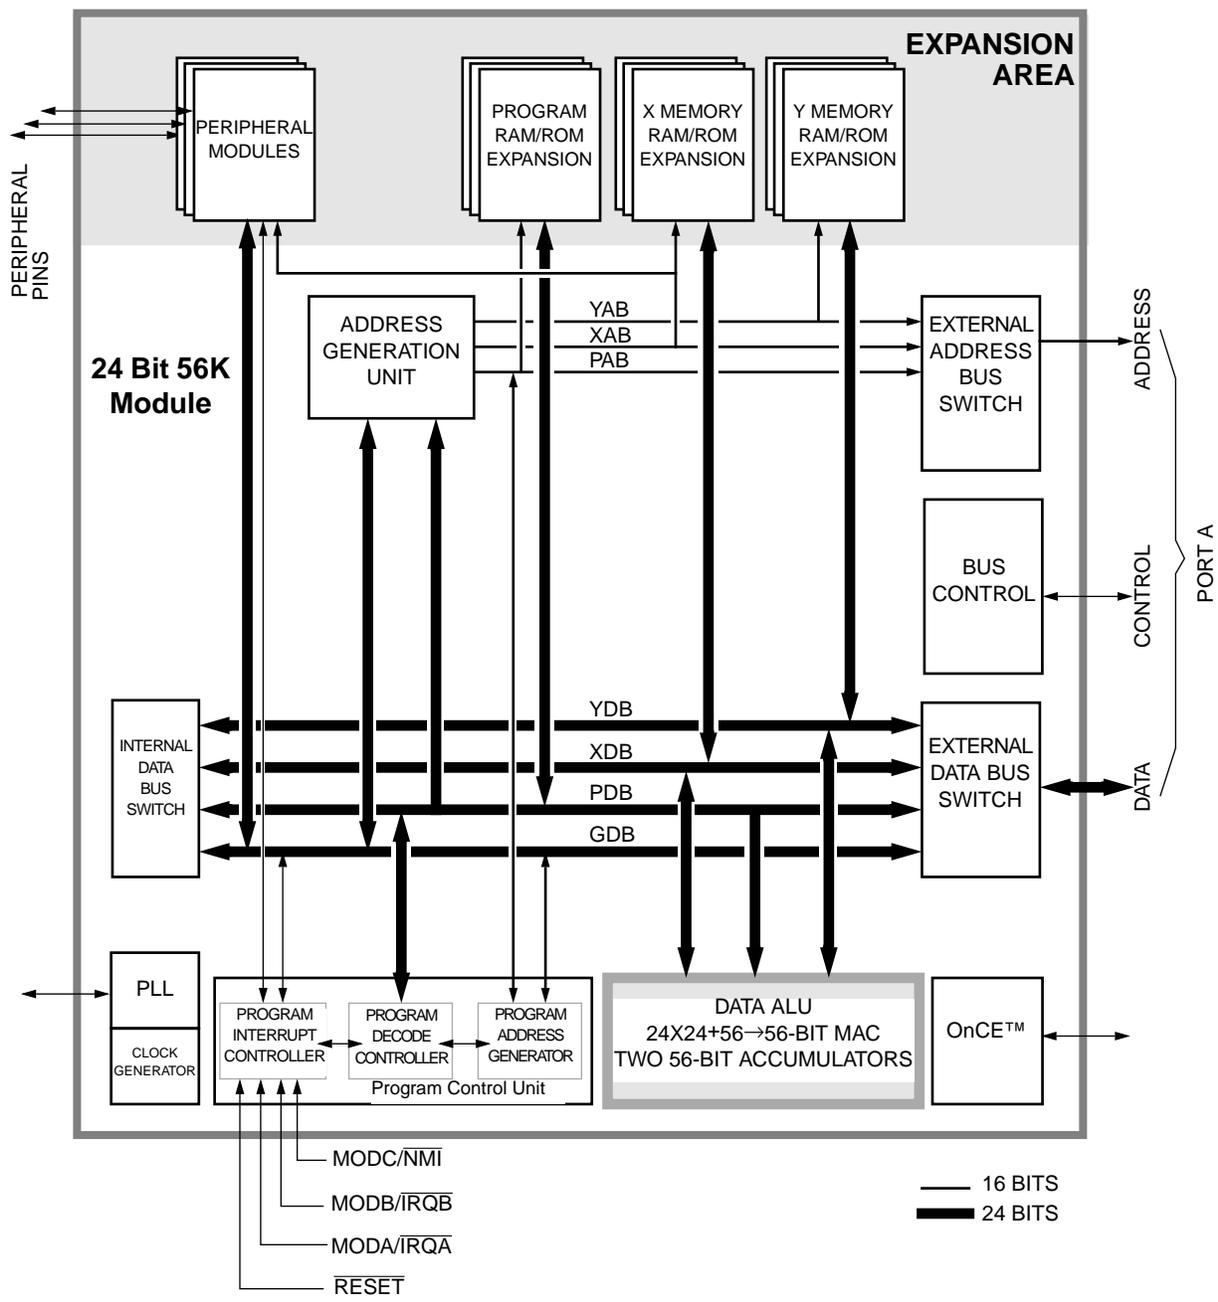 EXPANSION
AREA
PERIPHERAL
MODULES
PROGRAM
RAM/ROM
EXPANSION
X MEMORY
RAM/ROM
EXPANSION
Y MEMORY
RAM/ROM
EXPANSION
PERIPHERAL
PINS
24 Bit 56K
Module
ADDRESS
GENERATION
UNIT
YAB
XAB
PAB
EXTERNAL
ADDRESS
BUS
SWITCH
ADDRESS
BUS
CONTROL
CONTROL
PORT A
INTERNAL
DATA
BUS
SWITCH
YDB
XDB
PDB
GDB
EXTERNAL
DATA BUS
SWITCH
DATA
PLL
CLOCK
GENERATOR
PROGRAM
INTERRUPT
CONTROLLER
PROGRAM
DECODE
CONTROLLER
PROGRAM
ADDRESS
GENERATOR
Program Control Unit
DATA ALU
24X24+56→56-BIT MAC
TWO 56-BIT ACCUMULATORS
OnCE™
MODC/N̅M̅I̅
MODB/I̅R̅Q̅B̅
MODA/I̅R̅Q̅A̅
R̅E̅S̅E̅T̅
16 BITS
24 BITS